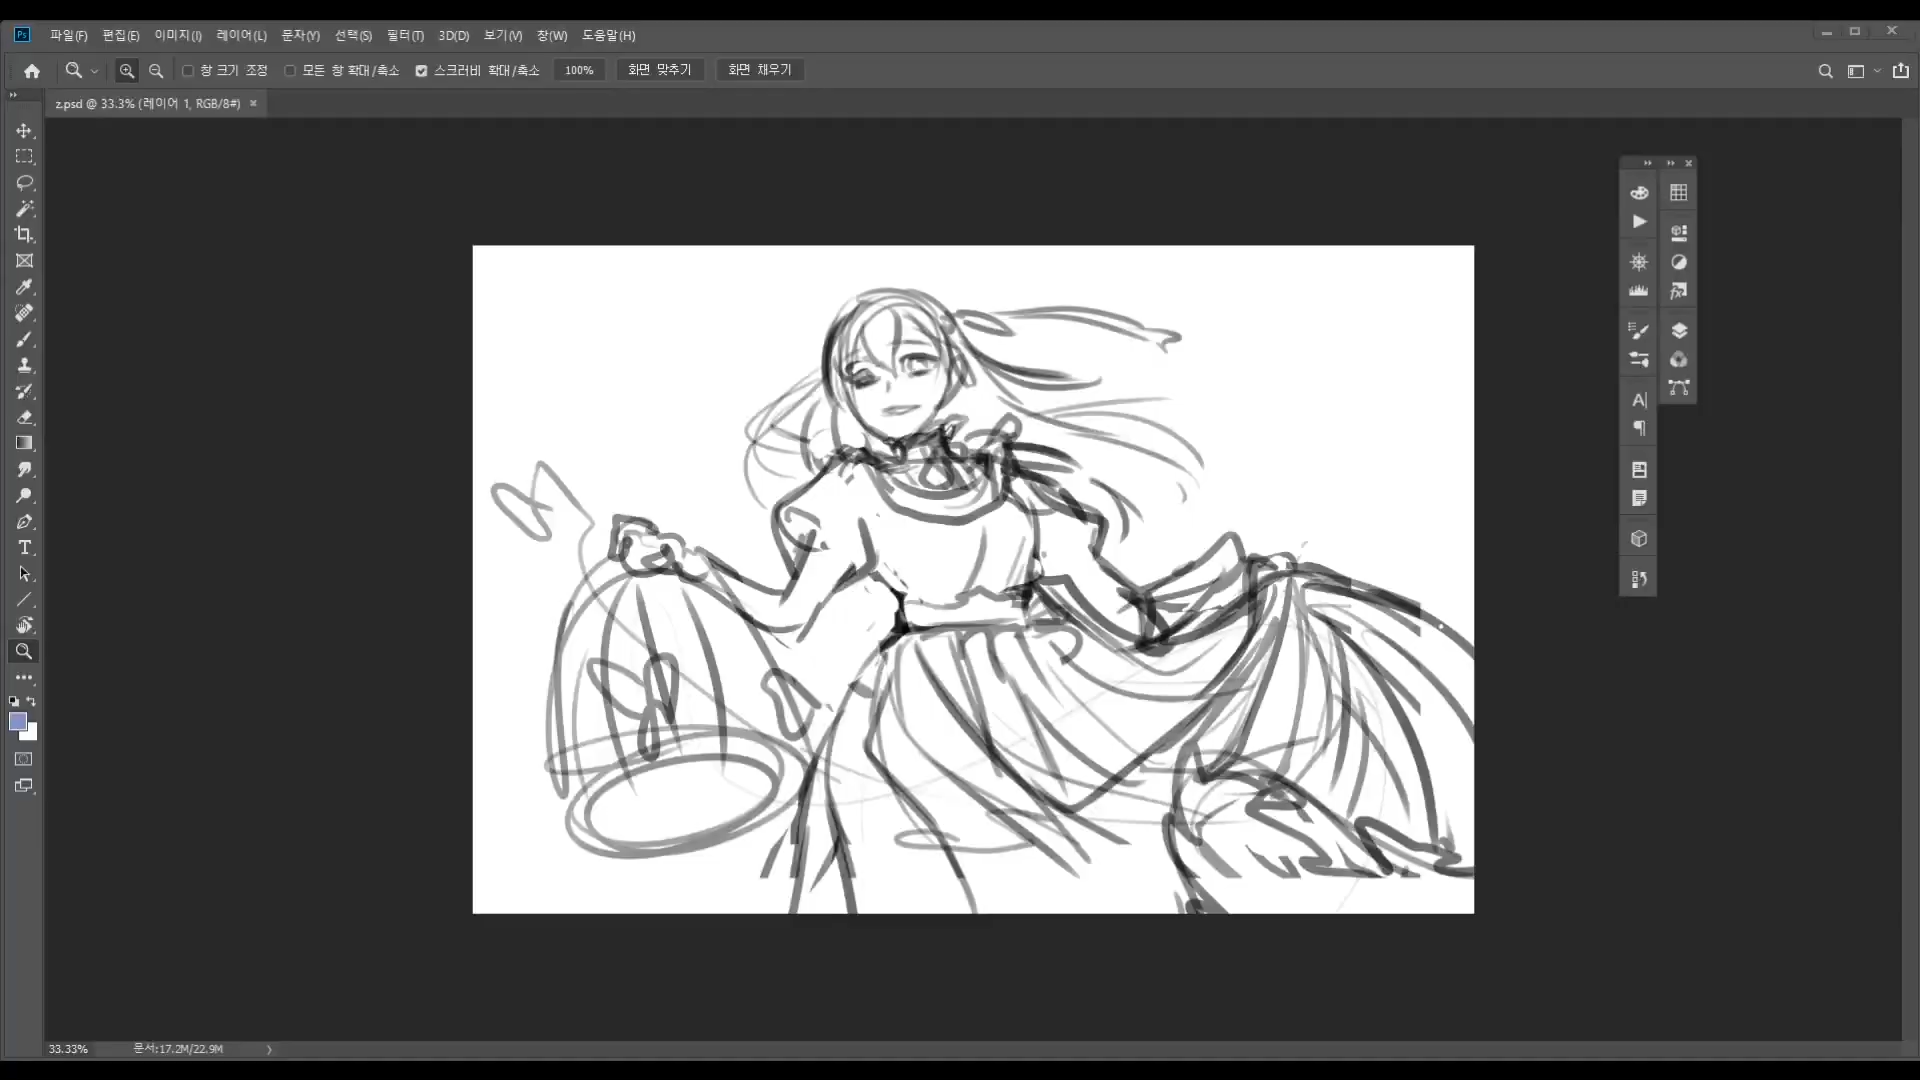 Ps 파일(F) 편집(E) 이미지(I) 레이어(L) 문자(Y) 선택(S) 필터(T) 3D(D) 보기(V) 창(W) 도움말(H)
창 크기 조정 모든 창 확대/축소 스크러비 확대/축소 100% 화면 맞추기 화면 채우기
z.psd @ 33.3% (레이어 1, RGB/8#)
33.33% 문서:17.2M/22.9M